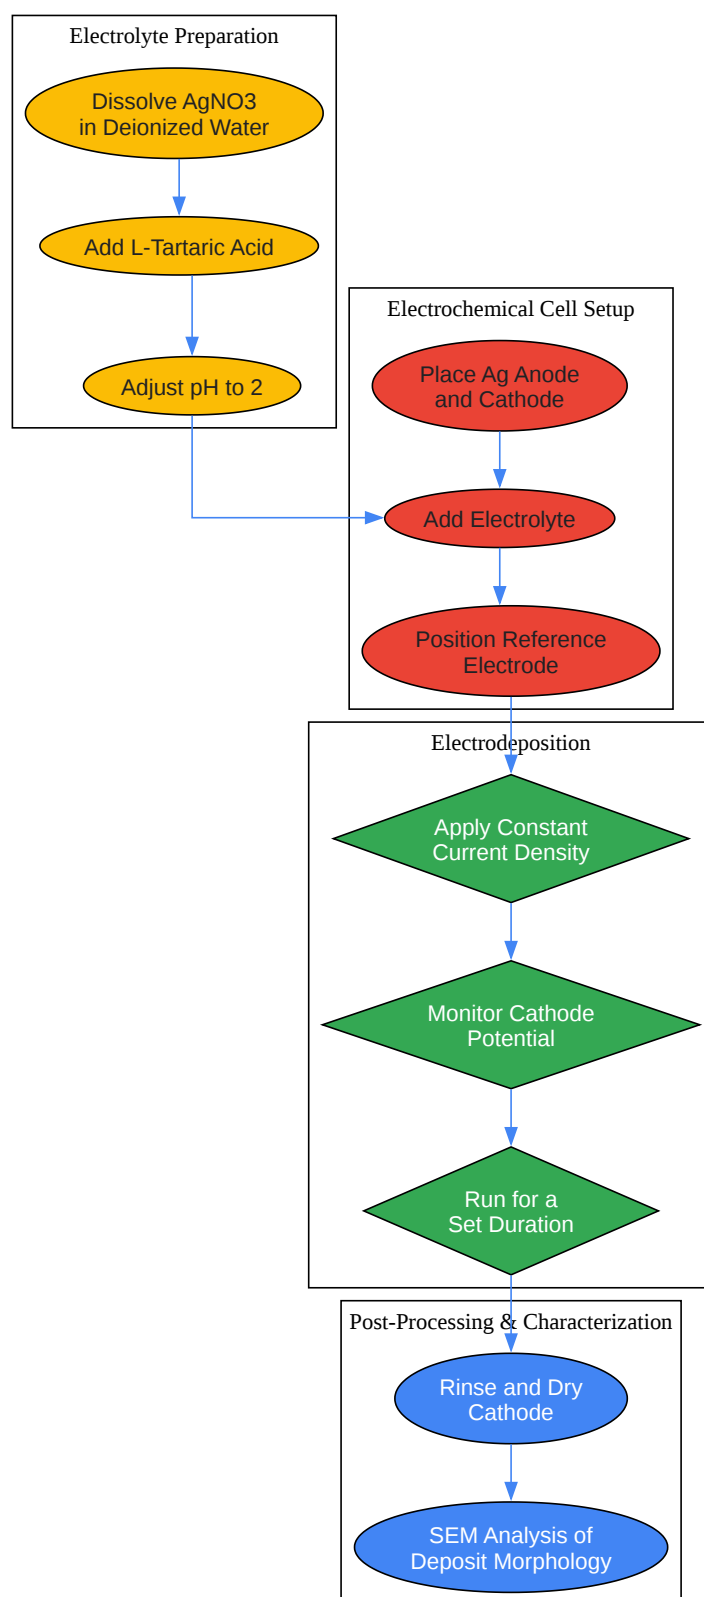 Electrolyte Preparation
Dissolve AgNO3
in Deionized Water
Add L-Tartaric Acid
Adjust pH to 2
Electrochemical Cell Setup
Place Ag Anode
and Cathode
Add Electrolyte
Position Reference
Electrode
Electrodeposition
Apply Constant
Current Density
Monitor Cathode
Potential
Run for a
Set Duration
Post-Processing & Characterization
Rinse and Dry
Cathode
SEM Analysis of
Deposit Morphology